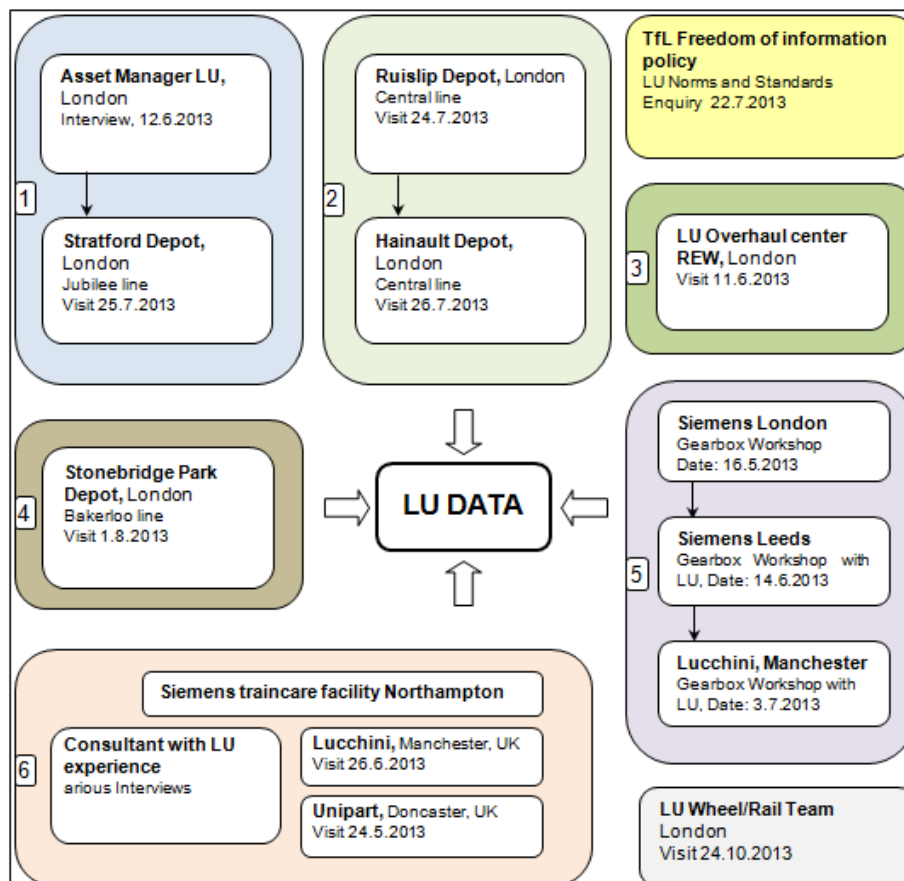 Asset Manager LU,
London
Interview, 12.6.2013
1
Stratford Depot,
London
Jubilee line
Visit 25.7.2013
Ruislip Depot, London
Central line
Visit 24.7.2013
2
Hainault Depot,
London
Central line
Visit 26.7.2013
TfL Freedom of information
policy
LU Norms and Standards
Enquiry 22.7.2013
3
LU Overhaul center
REW, London
Visit 11.6.2013
4
Stonebridge Park
Depot, London
Bakerloo line
Visit 1.8.2013
LU DATA
5
Siemens London
Gearbox Workshop
Date: 16.5.2013
Siemens Leeds
Gearbox Workshop with
LU, Date: 14.6.2013
Lucchini, Manchester
Gearbox Workshop with
LU, Date: 3.7.2013
6
Siemens traincare facility Northampton
Consultant with LU
experience
arious Interviews
Lucchini, Manchester, UK
Visit 26.6.2013
Unipart, Doncaster, UK
Visit 24.5.2013
LU Wheel/Rail Team
London
Visit 24.10.2013